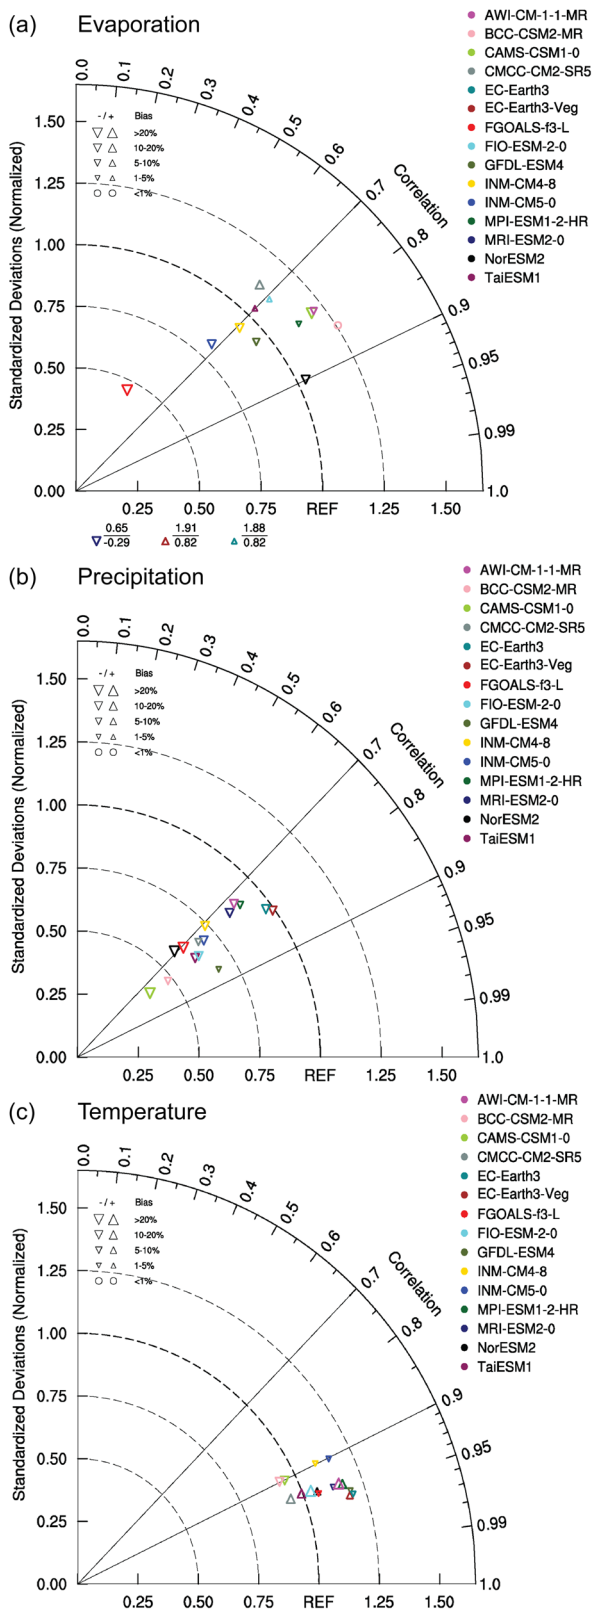 (a) Evaporation
AWI-CM-1-1-MR
BCC-CSM2-MR
CAMS-CSM1-0
CMCC-CM2-SR5
EC-Earth3
EC-Earth3-Veg
FGOALS-f3-L
FIO-ESM-2-0
GFDL-ESM4
INM-CM4-8
INM-CM5-0
MPI-ESM1-2-HR
MRI-ESM2-0
NorESM2
TaiESM1
0.0 0.1 0.2 0.3 0.4 0.5 0.6 0.7 0.8 0.9 0.95 0.99 1.0
Correlation
- / + Bias
>20%
10-20%
5-10%
1-5%
<1%
Standardized Deviations (Normalized)
1.50
1.25
1.00
0.75
0.50
0.25
0.00
0.25 0.50 0.75 REF 1.25 1.50
0.65 1.91 1.88
-0.29 0.82 0.82
(b) Precipitation
AWI-CM-1-1-MR
BCC-CSM2-MR
CAMS-CSM1-0
CMCC-CM2-SR5
EC-Earth3
EC-Earth3-Veg
FGOALS-f3-L
FIO-ESM-2-0
GFDL-ESM4
INM-CM4-8
INM-CM5-0
MPI-ESM1-2-HR
MRI-ESM2-0
NorESM2
TaiESM1
0.0 0.1 0.2 0.3 0.4 0.5 0.6 0.7 0.8 0.9 0.95 0.99 1.0
Correlation
- / + Bias
>20%
10-20%
5-10%
1-5%
<1%
Standardized Deviations (Normalized)
1.50
1.25
1.00
0.75
0.50
0.25
0.00
0.25 0.50 0.75 REF 1.25 1.50
(c) Temperature
AWI-CM-1-1-MR
BCC-CSM2-MR
CAMS-CSM1-0
CMCC-CM2-SR5
EC-Earth3
EC-Earth3-Veg
FGOALS-f3-L
FIO-ESM-2-0
GFDL-ESM4
INM-CM4-8
INM-CM5-0
MPI-ESM1-2-HR
MRI-ESM2-0
NorESM2
TaiESM1
0.0 0.1 0.2 0.3 0.4 0.5 0.6 0.7 0.8 0.9 0.95 0.99 1.0
Correlation
- / + Bias
>20%
10-20%
5-10%
1-5%
<1%
Standardized Deviations (Normalized)
1.50
1.25
1.00
0.75
0.50
0.25
0.00
0.25 0.50 0.75 REF 1.25 1.50